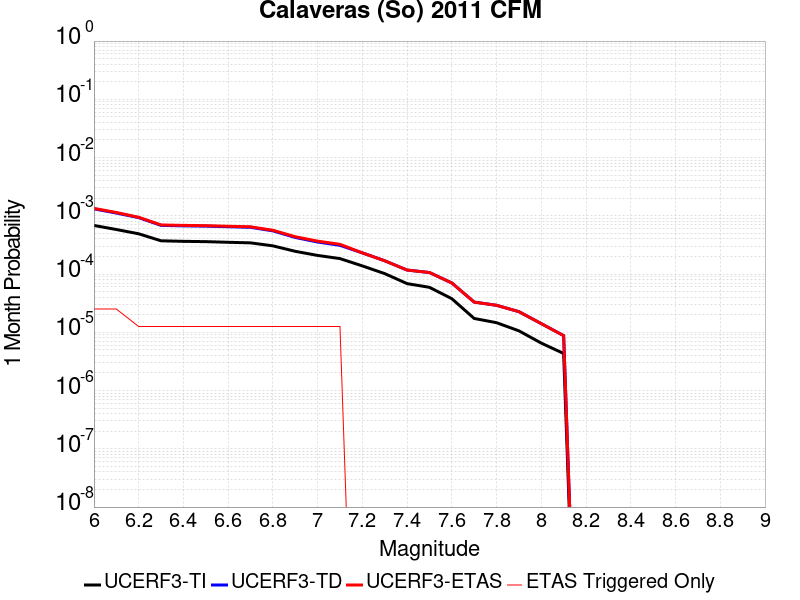 Calaveras (So) 2011 CFM
10^0
10^-1
10^-2
10^-3
10^-4
10^-5
10^-6
10^-7
10^-8
1 Month Probability
6 6.2 6.4 6.6 6.8 7 7.2 7.4 7.6 7.8 8 8.2 8.4 8.6 8.8 9
Magnitude
UCERF3-TI UCERF3-TD UCERF3-ETAS ETAS Triggered Only